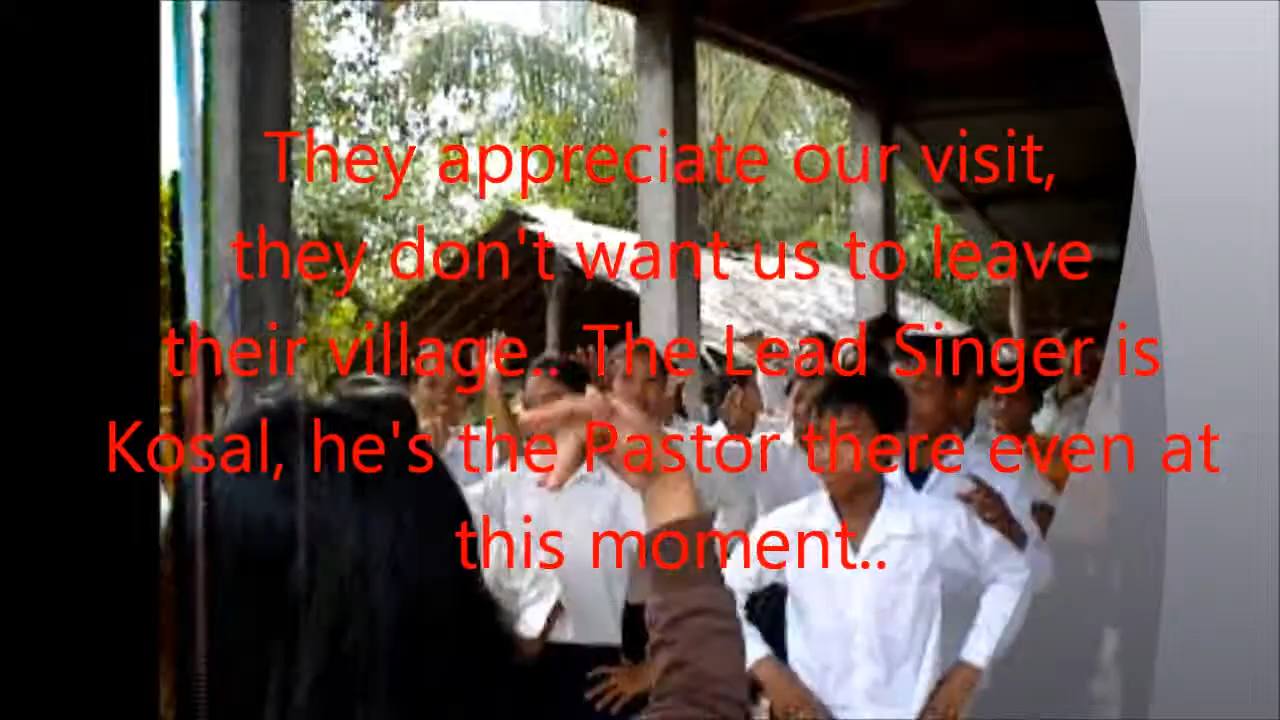 They appreciate our visit,
they don't want us to leave
their village.. The Lead Singer is
Kosal, he's the Pastor there even at
this moment..